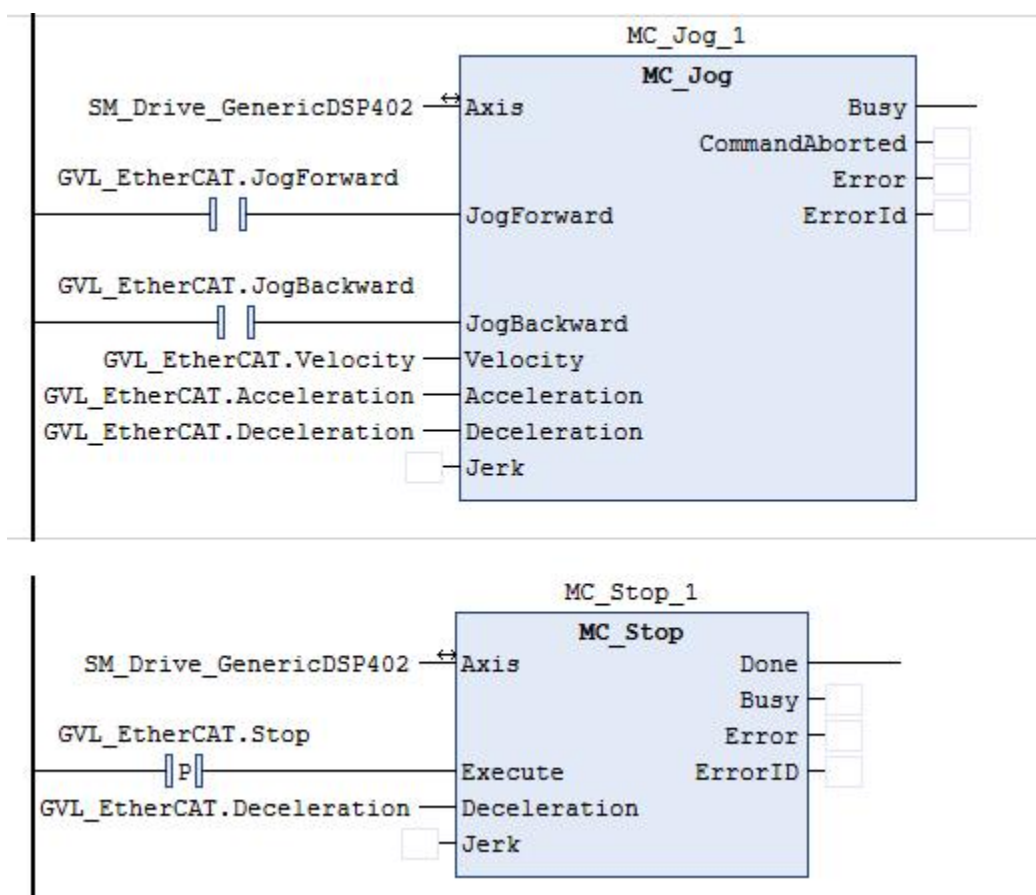 MC_Jog_1
MC_Jog
SM_Drive_GenericDSP402 Axis Busy
CommandAborted
GVL_EtherCAT.JogForward Error
JogForward ErrorId
GVL_EtherCAT.JogBackward
JogBackward
GVL_EtherCAT.Velocity Velocity
GVL_EtherCAT.Acceleration Acceleration
GVL_EtherCAT.Deceleration Deceleration
Jerk
MC_Stop_1
MC_Stop
SM_Drive_GenericDSP402 Axis Done
Busy
GVL_EtherCAT.Stop Error
P Execute ErrorID
GVL_EtherCAT.Deceleration Deceleration
Jerk